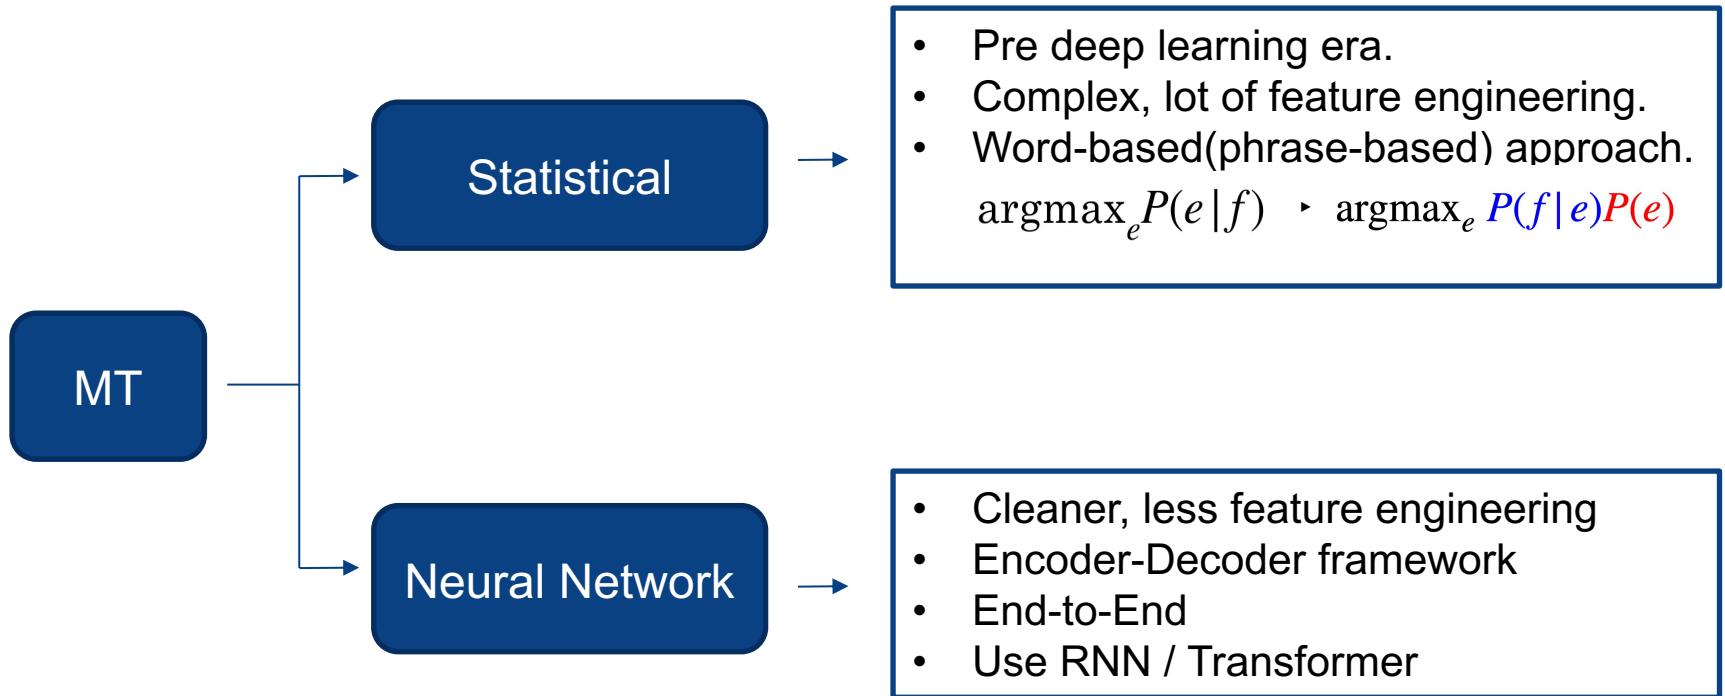 MT
Statistical
• Pre deep learning era.
• Complex, lot of feature engineering.
• Word-based(phrase-based) approach.
argmax_e P(e|f) ‣ argmax_e P(f|e)P(e)
Neural Network
• Cleaner, less feature engineering
• Encoder-Decoder framework
• End-to-End
• Use RNN / Transformer